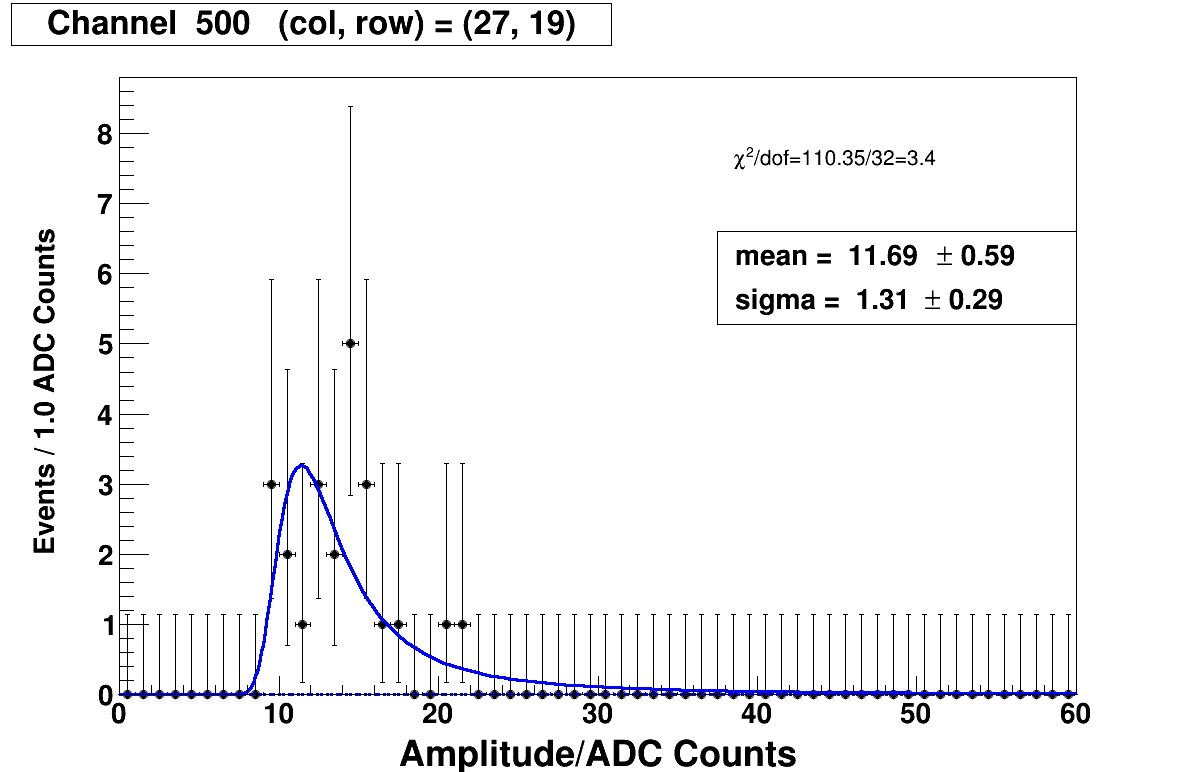 Channel 500 (col, row) = (27, 19)
χ²/dof=110.35/32=3.4
mean = 11.69 ± 0.59
sigma = 1.31 ± 0.29
Events / 1.0 ADC Counts
8
7
6
5
4
3
2
1
0
0 10 20 30 40 50 60
Amplitude/ADC Counts